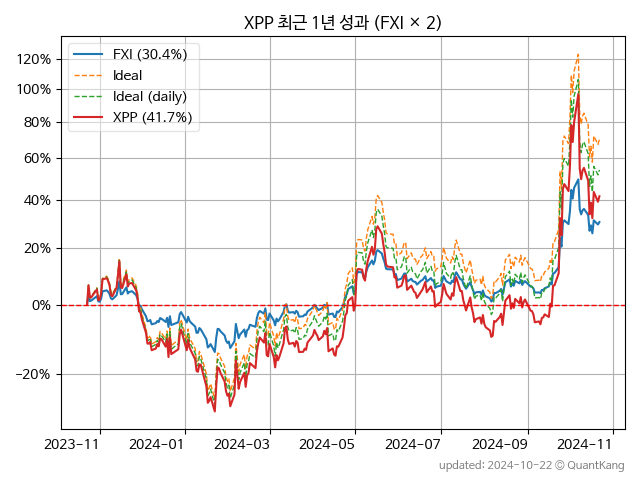 XPP 최근 1년 성과 (FXI × 2)
FXI (30.4%)
Ideal
Ideal (daily)
XPP (41.7%)
120%
100%
80%
60%
40%
20%
0%
−20%
2023-11
2024-01
2024-03
2024-05
2024-07
2024-09
2024-11
updated: 2024-10-22 © QuantKang